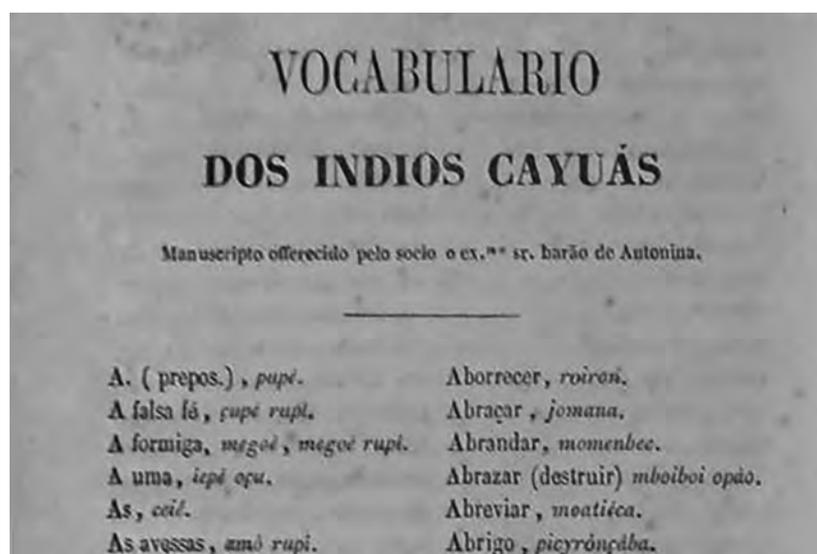 VOCABULARIO
DOS INDIOS CAYUÁS
Manuscripto offerecido pelo socio o ex.mo sr. barão de Antonina.
A. ( prepos.) , pupé.
A falsa fé, çupé rupi.
A formiga, megoé, megoé rupi.
A uma, iepé oçu.
As, ceié.
As avessas, amô rupi.
Aborrecer, roiron.
Abraçar, jomana.
Abrandar, momenbec.
Abrazar (destruir) mboiboi opáo.
Abreviar, moatiéca.
Abrigo, picyrônçába.